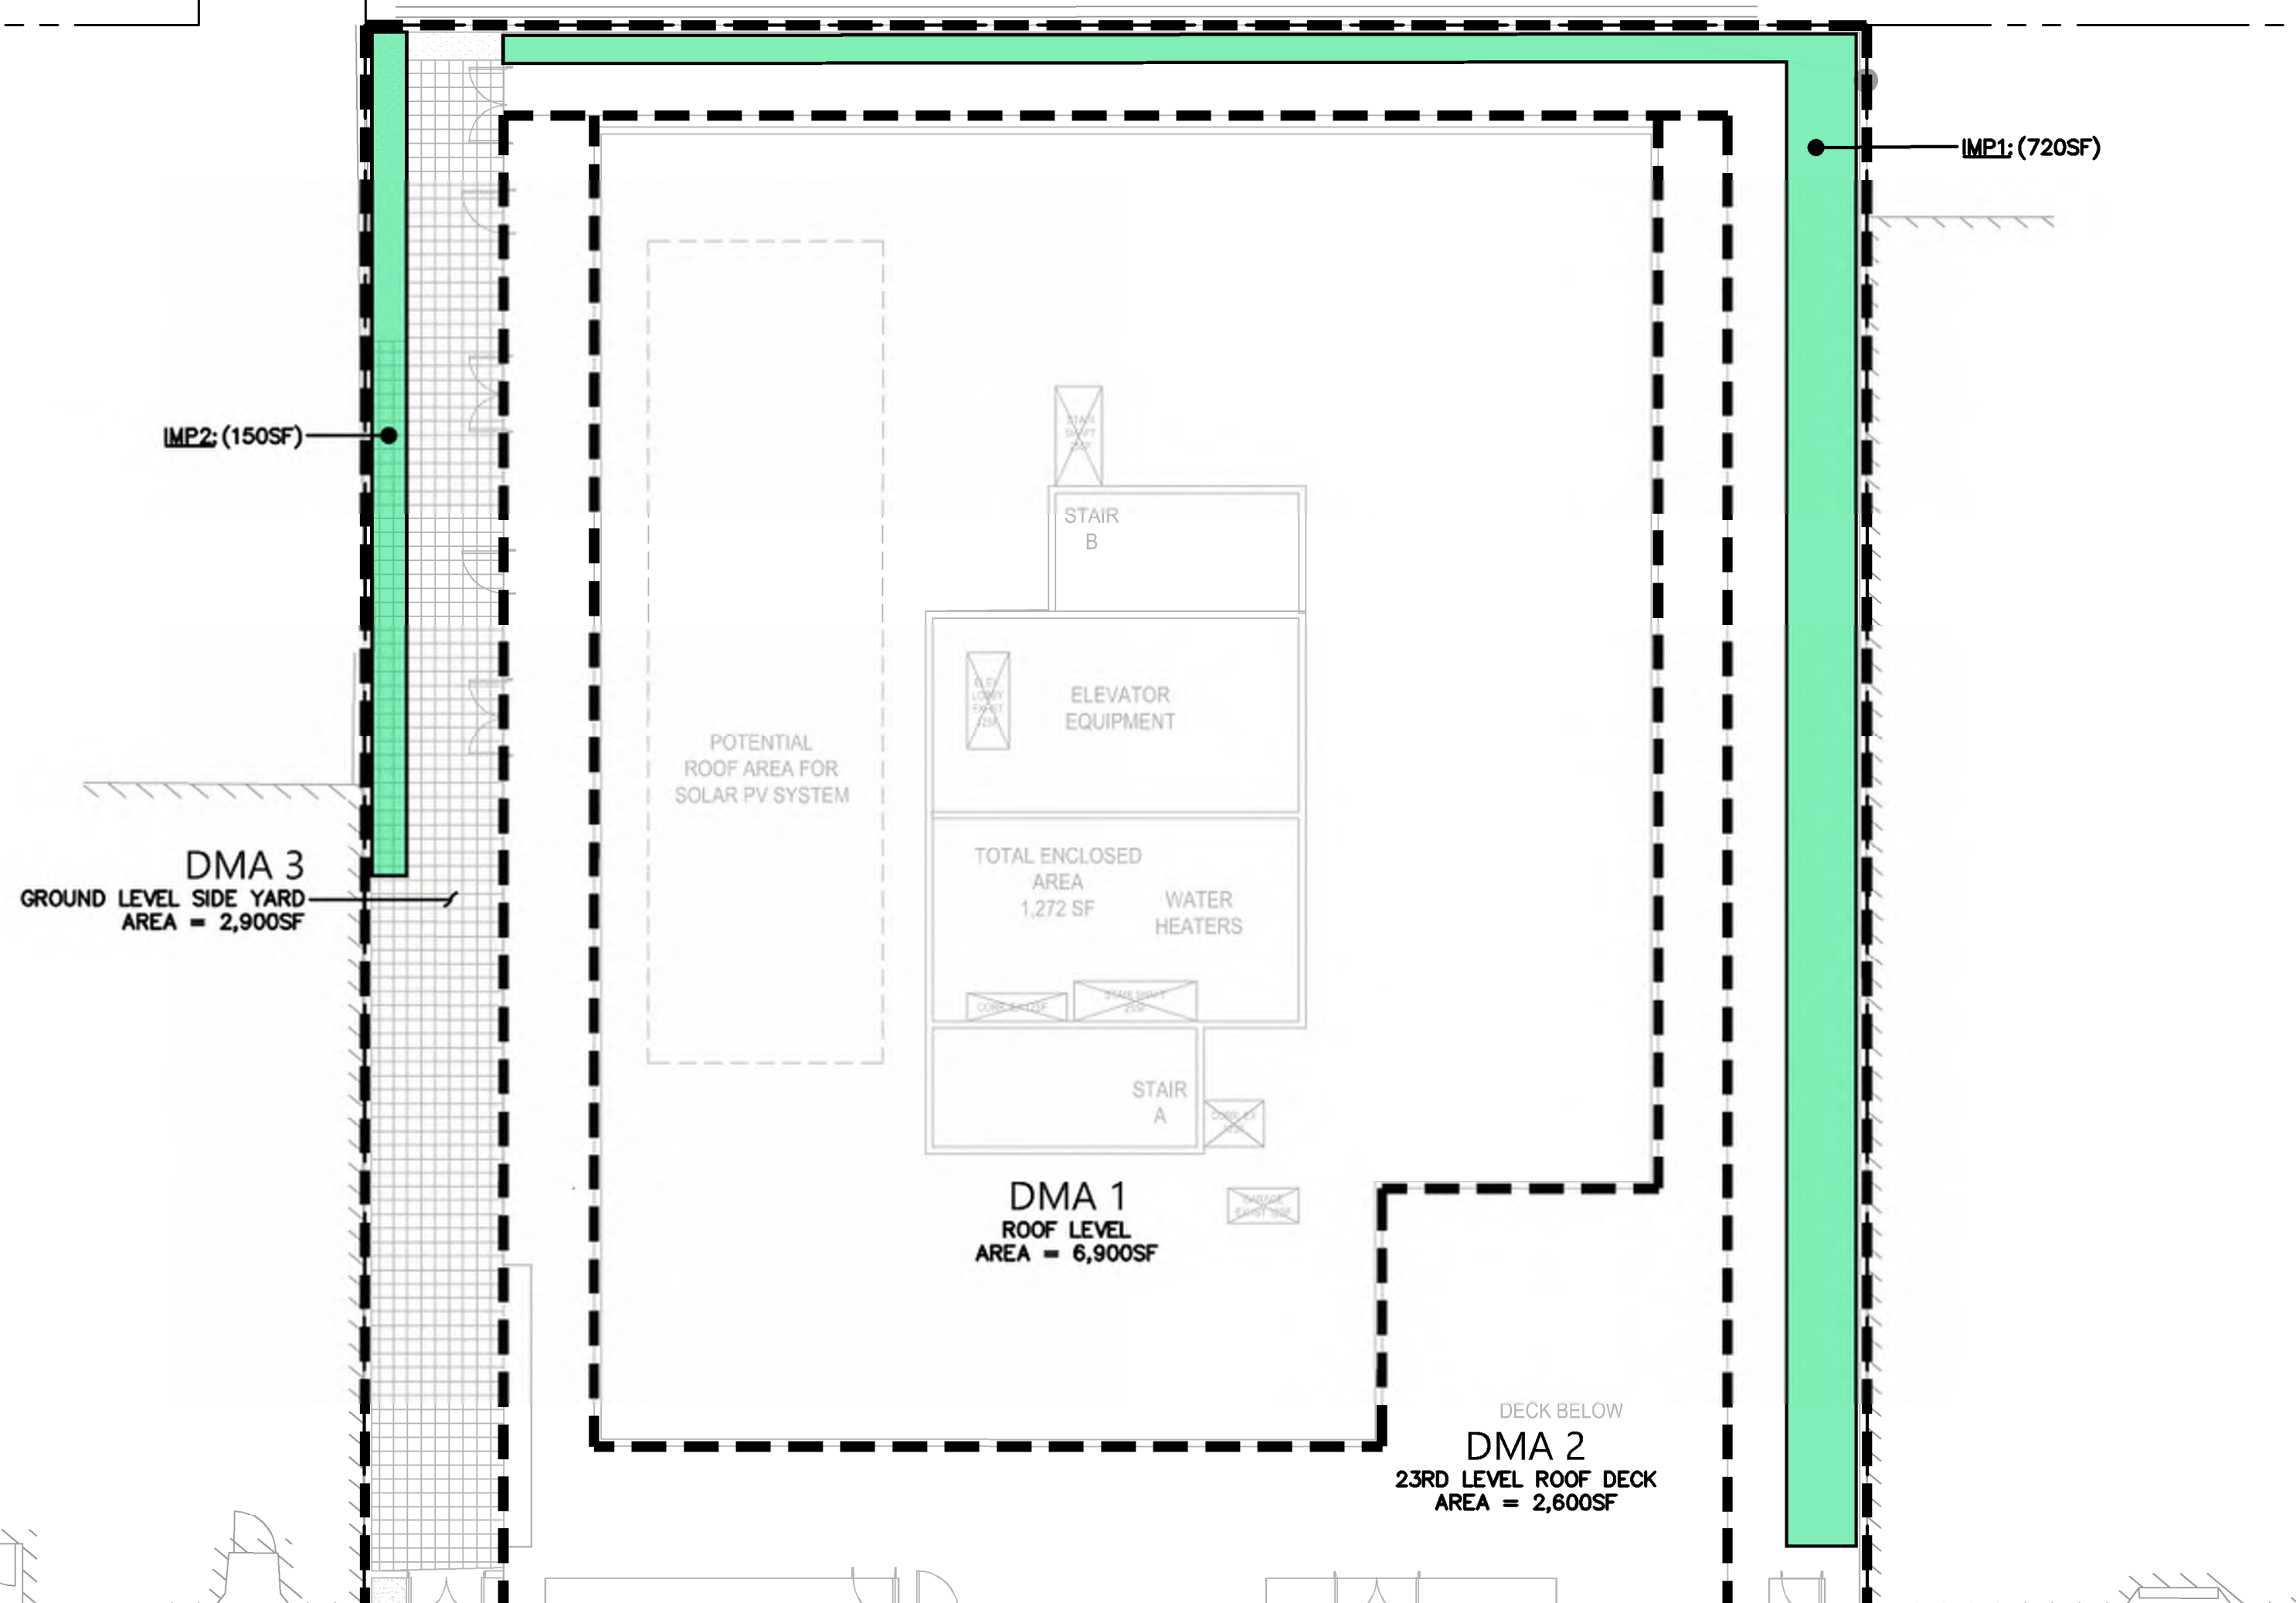 IMP1: (720SF)
IMP2: (150SF)
STAIR
B
ELEVATOR
EQUIPMENT
POTENTIAL
ROOF AREA FOR
SOLAR PV SYSTEM
TOTAL ENCLOSED
AREA
1,272 SF
WATER
HEATERS
DMA 3
GROUND LEVEL SIDE YARD
AREA = 2,900SF
STAIR
A
DMA 1
ROOF LEVEL
AREA = 6,900SF
DECK BELOW
DMA 2
23RD LEVEL ROOF DECK
AREA = 2,600SF